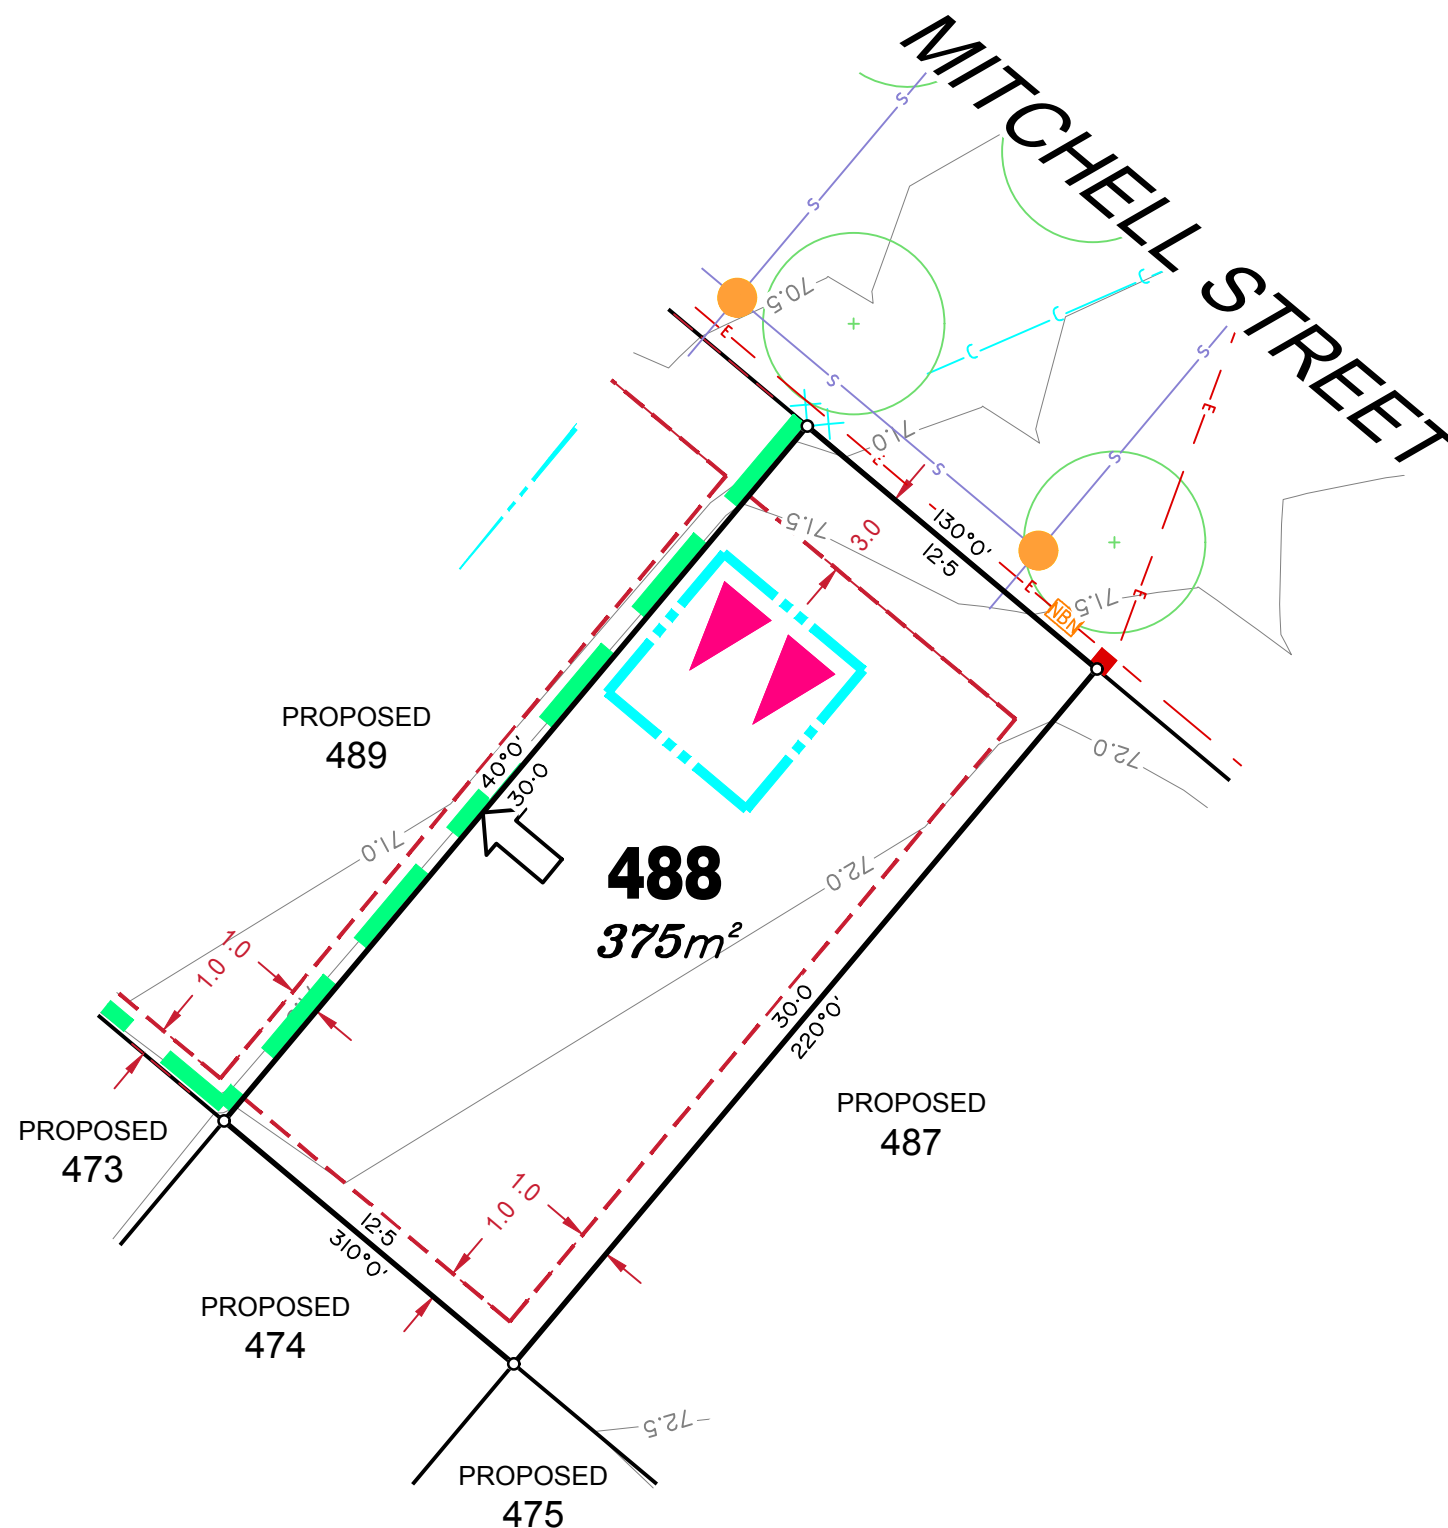 MITCHELL STREET
S
S
C
70.5
E
C
S
C
S
E
71.0
E
S
S
130°0'
12·5
3.0
71.5
E
NBN
71.5
E
PROPOSED
489
40°0'
30·0
72.0
71.0
488
375m²
72.0
1.0
1.0
30·0
220°0'
PROPOSED
473
PROPOSED
487
1.0
1.0
12·5
310°0'
PROPOSED
474
72.5
PROPOSED
475